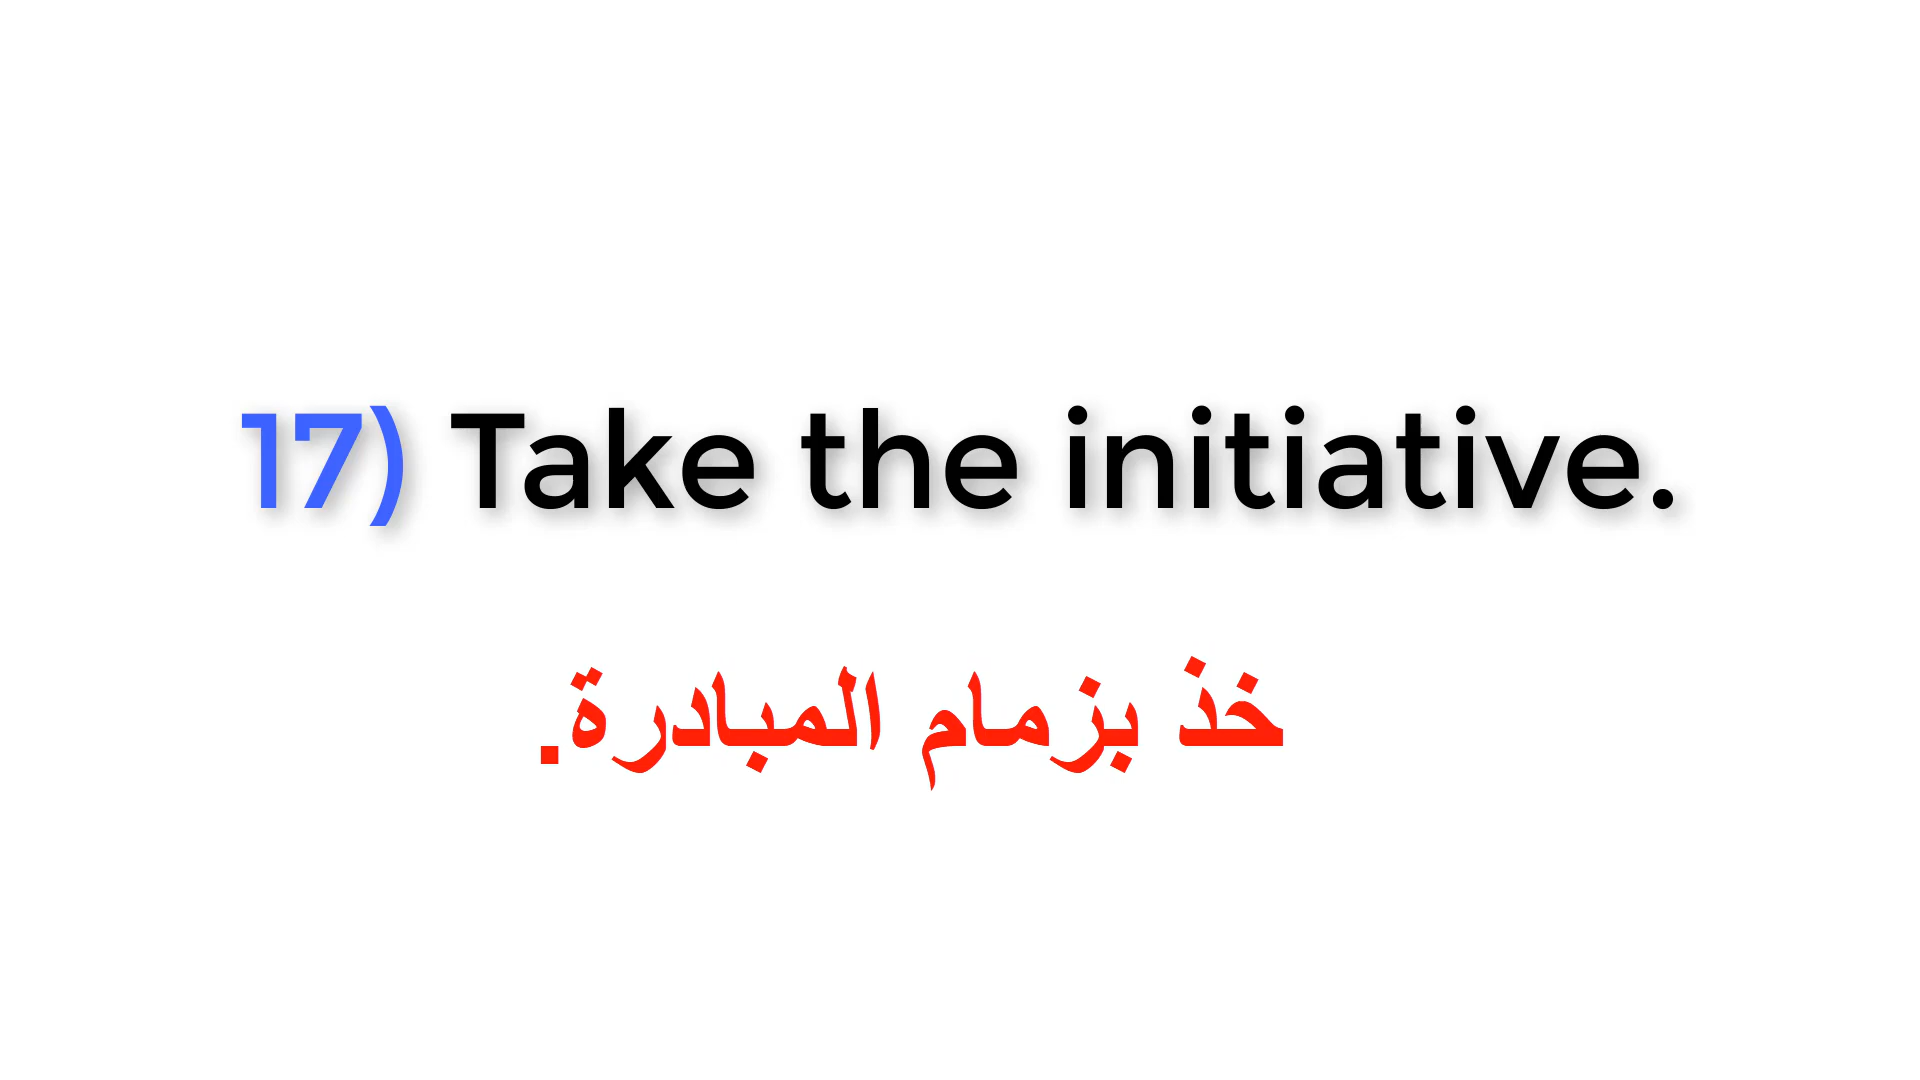 17) Take the initiative.
خذ بزمام المبادرة.